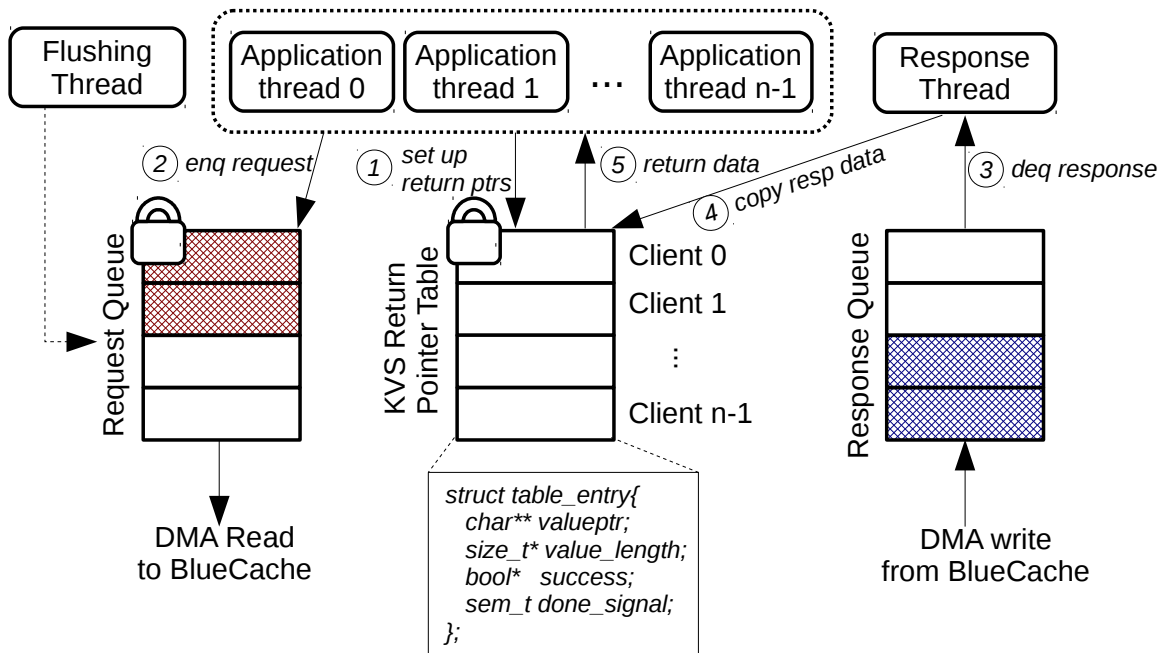 Flushing
Thread
Application
thread 0
Application
thread 1
...
Application
thread n-1
Response
Thread
2 enq request
1 set up
return ptrs
5 return data
4 copy resp data
3 deq response
Request Queue
KVS Return
Pointer Table
Client 0
Client 1
...
Client n-1
Response Queue
struct table_entry{
char** valueptr;
size_t* value_length;
bool* success;
sem_t done_signal;
};
DMA Read
to BlueCache
DMA write
from BlueCache